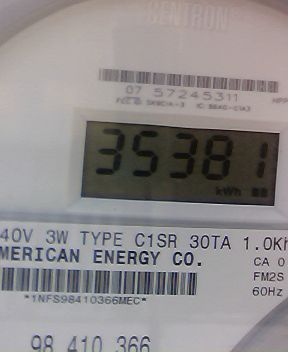 CENTRON
07 57245311
35381
kWh
40V 3W TYPE C1SR 30TA 1.0Kh
MERICAN ENERGY CO.
CA 0
FM2S
60Hz
*1NFS98410366MEC*
98 410 366